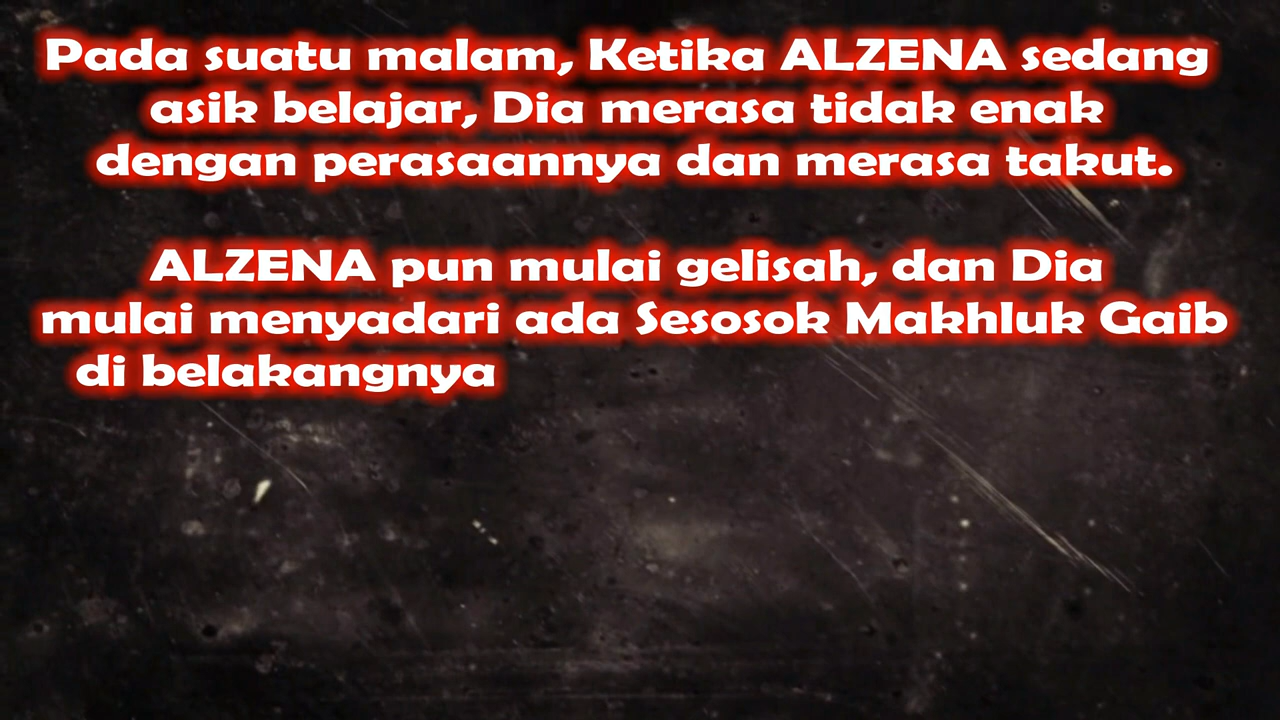 Pada suatu malam, Ketika ALZENA sedang
asik belajar, Dia merasa tidak enak
dengan perasaannya dan merasa takut.
ALZENA pun mulai gelisah, dan Dia
mulai menyadari ada Sesosok Makhluk Gaib
di belakangnya